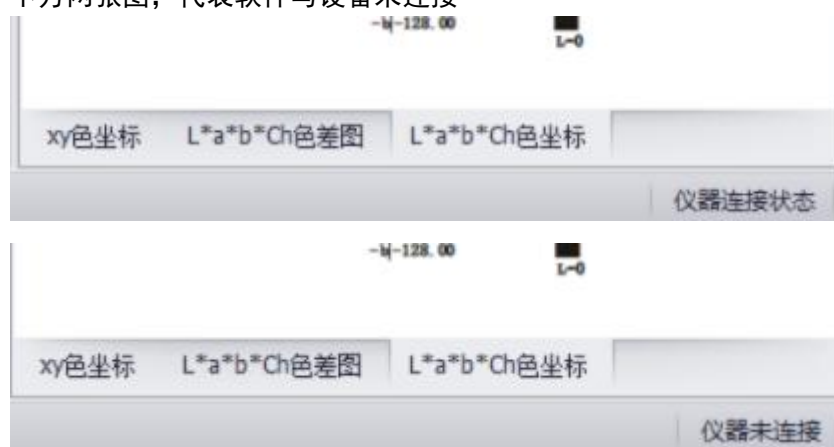 下方两张图，代表软件与设备未连接
-b -128.00
L=0
xy色坐标 L*a*b*Ch色差图 L*a*b*Ch色坐标
仪器连接状态
-b -128.00
L=0
xy色坐标 L*a*b*Ch色差图 L*a*b*Ch色坐标
仪器未连接